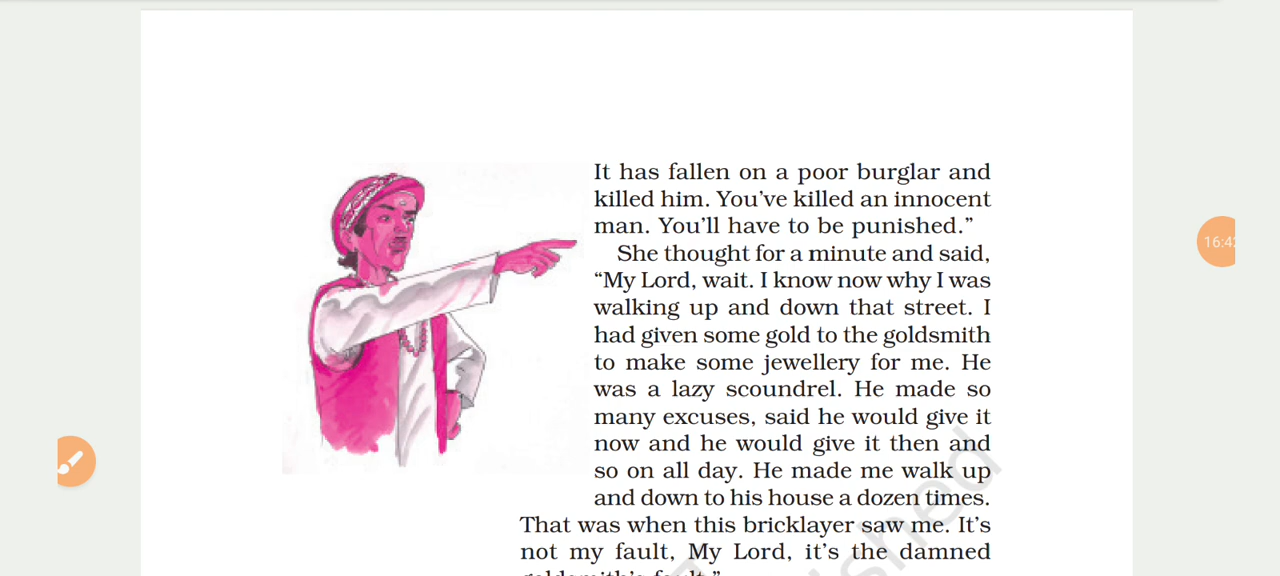 It has fallen on a poor burglar and
killed him. You've killed an innocent
man. You'll have to be punished.”
She thought for a minute and said,
“My Lord, wait. I know now why I was
walking up and down that street. I
had given some gold to the goldsmith
to make some jewellery for me. He
was a lazy scoundrel. He made so
many excuses, said he would give it
now and he would give it then and
so on all day. He made me walk up
and down to his house a dozen times.
That was when this bricklayer saw me. It's
not my fault, My Lord, it's the damned
goldsmith's fault.”